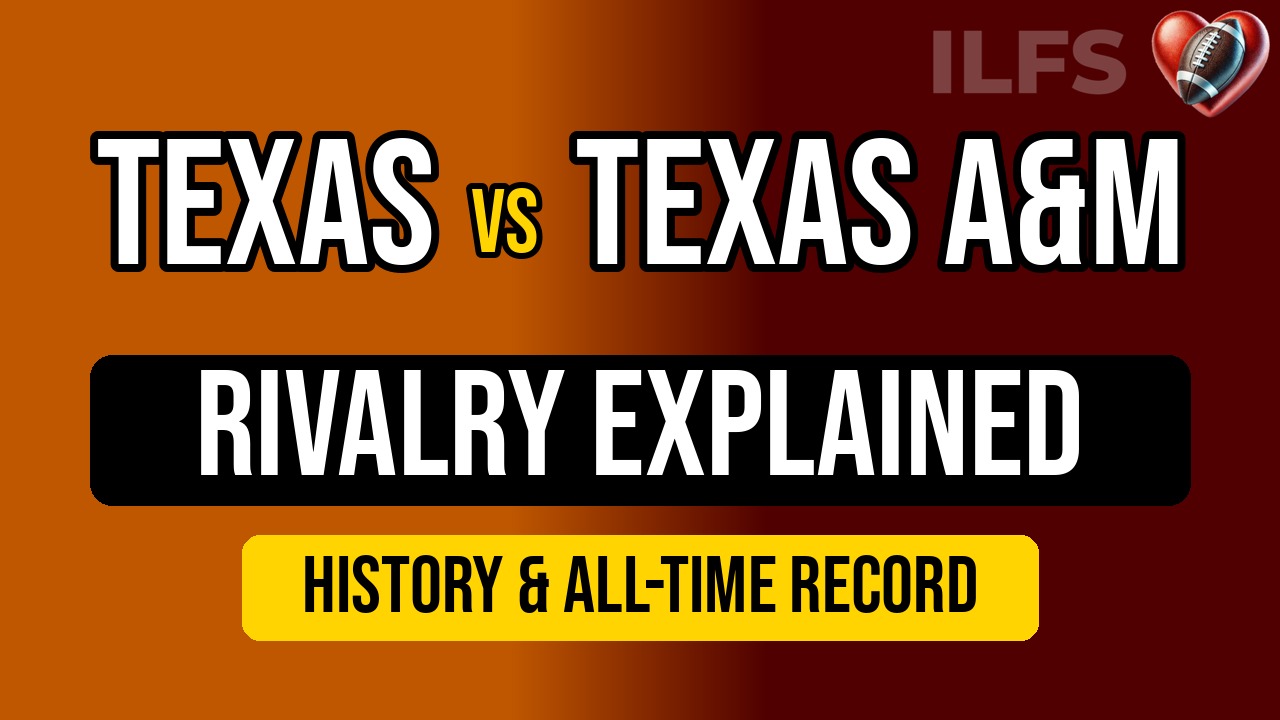 ILFS
TEXAS VS TEXAS A&M
RIVALRY EXPLAINED
HISTORY & ALL-TIME RECORD